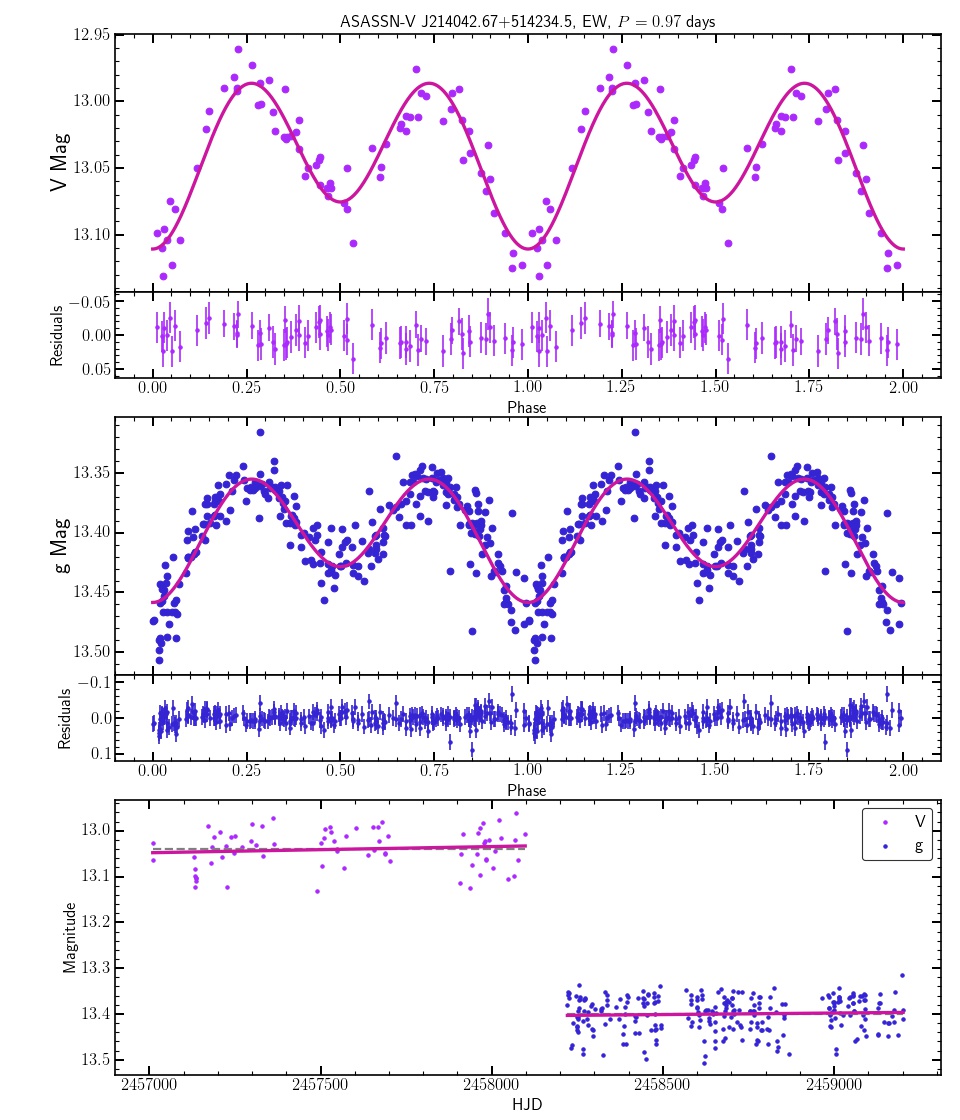 ASASSN-V J214042.67+514234.5, EW, P = 0.97 days
12.95
13.00
13.05
13.10
V Mag
−0.05
0.00
0.05
Residuals
0.00 0.25 0.50 0.75 1.00 1.25 1.50 1.75 2.00
Phase
13.35
13.40
13.45
13.50
g Mag
−0.1
0.0
0.1
Residuals
0.00 0.25 0.50 0.75 1.00 1.25 1.50 1.75 2.00
Phase
13.0
13.1
13.2
13.3
13.4
13.5
Magnitude
V
g
2457000 2457500 2458000 2458500 2459000
HJD